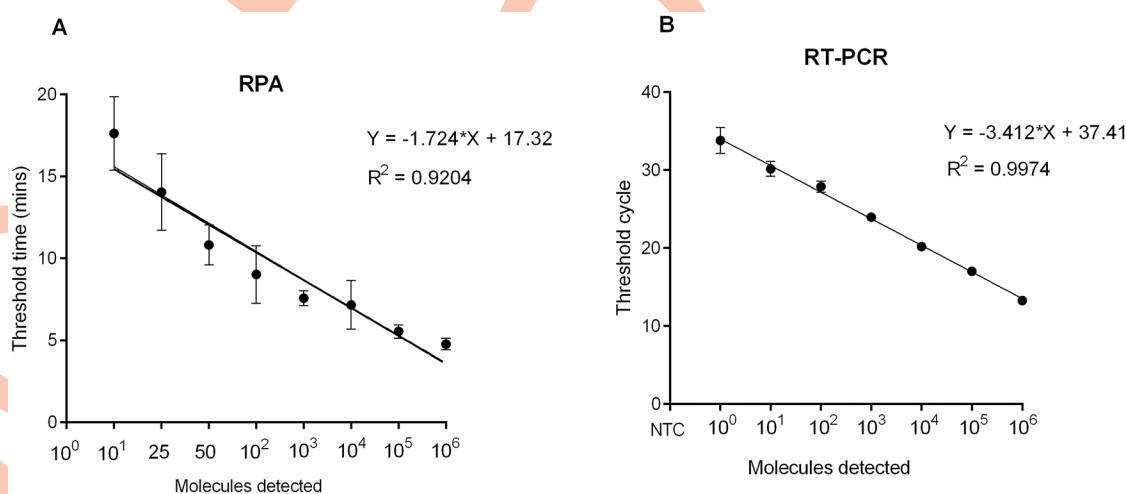 A
RPA
Y = -1.724*X + 17.32
R² = 0.9204
Threshold time (mins)
20
15
10
5
0
10⁰ 10¹ 25 50 10² 10³ 10⁴ 10⁵ 10⁶
Molecules detected
B
RT-PCR
Y = -3.412*X + 37.41
R² = 0.9974
Threshold cycle
40
30
20
10
0
NTC 10⁰ 10¹ 10² 10³ 10⁴ 10⁵ 10⁶
Molecules detected